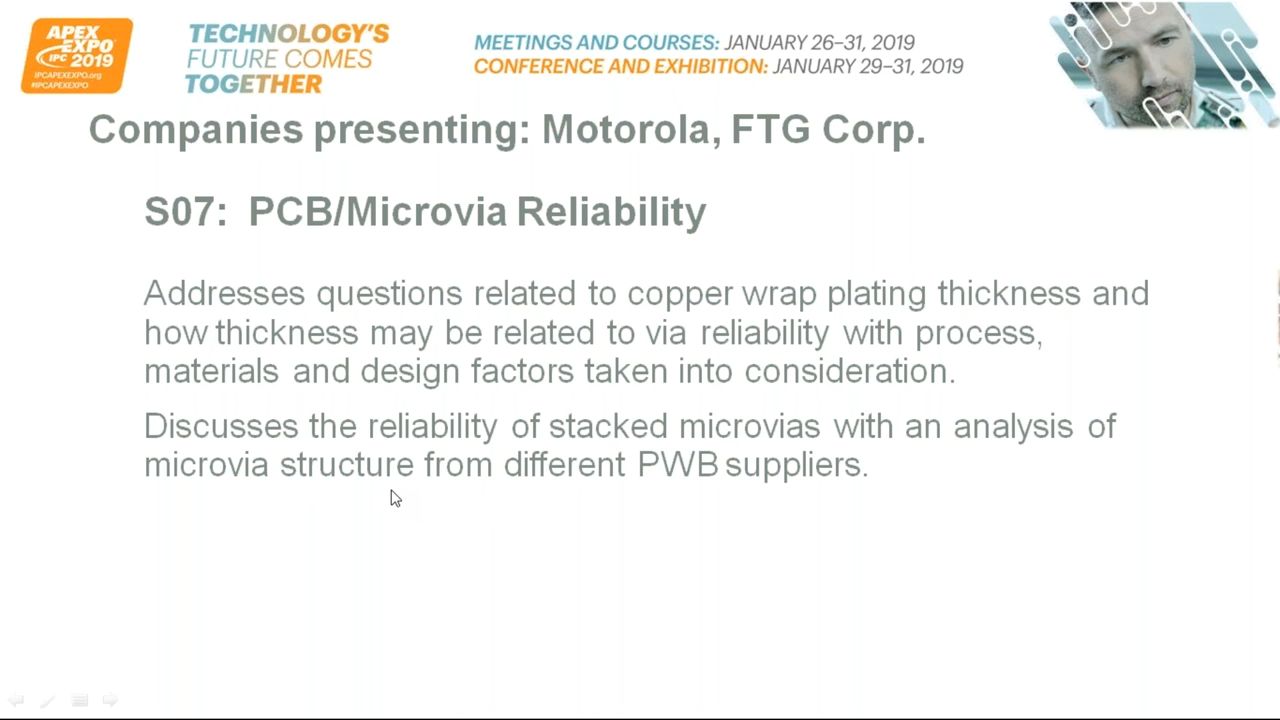 APEX
EXPO
IPC 2019
IPCAPEXEXPO.org
#IPCAPEXEXPO
TECHNOLOGY'S
FUTURE COMES
TOGETHER
MEETINGS AND COURSES: JANUARY 26–31, 2019
CONFERENCE AND EXHIBITION: JANUARY 29–31, 2019
Companies presenting: Motorola, FTG Corp.
S07: PCB/Microvia Reliability
Addresses questions related to copper wrap plating thickness and
how thickness may be related to via reliability with process,
materials and design factors taken into consideration.
Discusses the reliability of stacked microvias with an analysis of
microvia structure from different PWB suppliers.